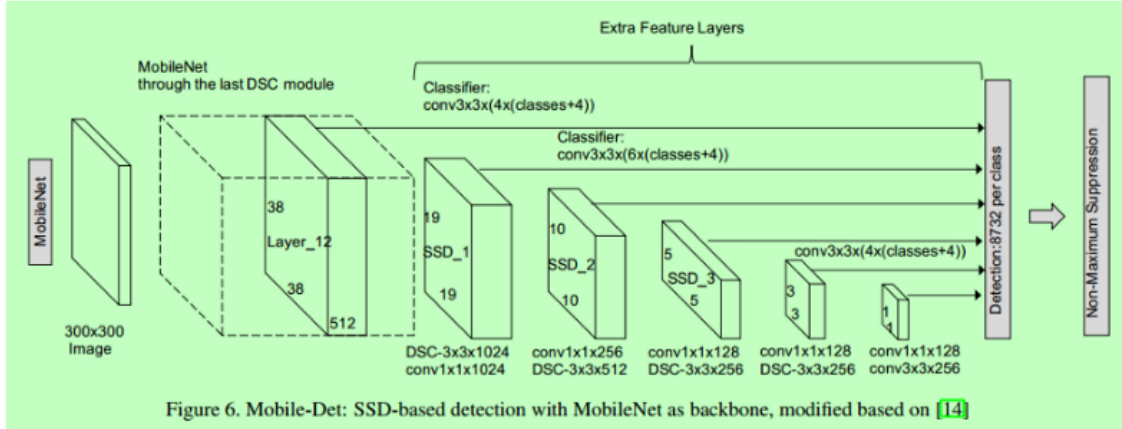 Extra Feature Layers
MobileNet
through the last DSC module
Classifier:
conv3x3x(4x(classes+4))
Classifier:
conv3x3x(6x(classes+4))
MobileNet
38
Layer_12
38
512
19
SSD_1
19
10
SSD_2
10
5
SSD_3
5
conv3x3x(4x(classes+4))
3
3
1
1
Detection:8732 per class
Non-Maximum Suppression
300x300
Image
DSC-3x3x1024
conv1x1x1024
conv1x1x256
DSC-3x3x512
conv1x1x128
DSC-3x3x256
conv1x1x128
DSC-3x3x256
conv1x1x128
conv3x3x256
Figure 6. Mobile-Det: SSD-based detection with MobileNet as backbone, modified based on [14]